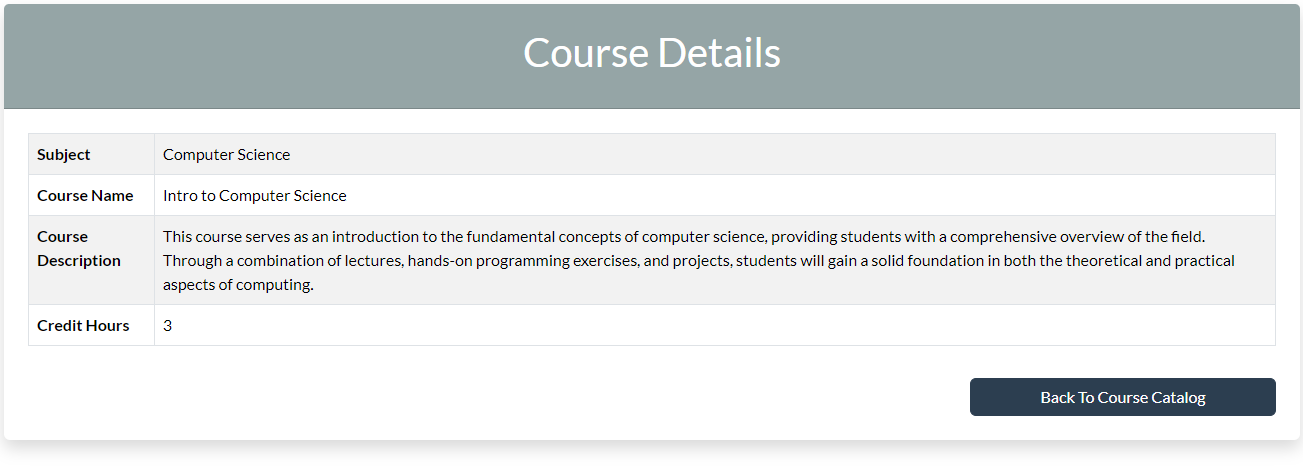 Course Details
Subject
Computer Science
Course Name
Intro to Computer Science
Course
Description
This course serves as an introduction to the fundamental concepts of computer science, providing students with a comprehensive overview of the field.
Through a combination of lectures, hands-on programming exercises, and projects, students will gain a solid foundation in both the theoretical and practical
aspects of computing.
Credit Hours
3
Back To Course Catalog